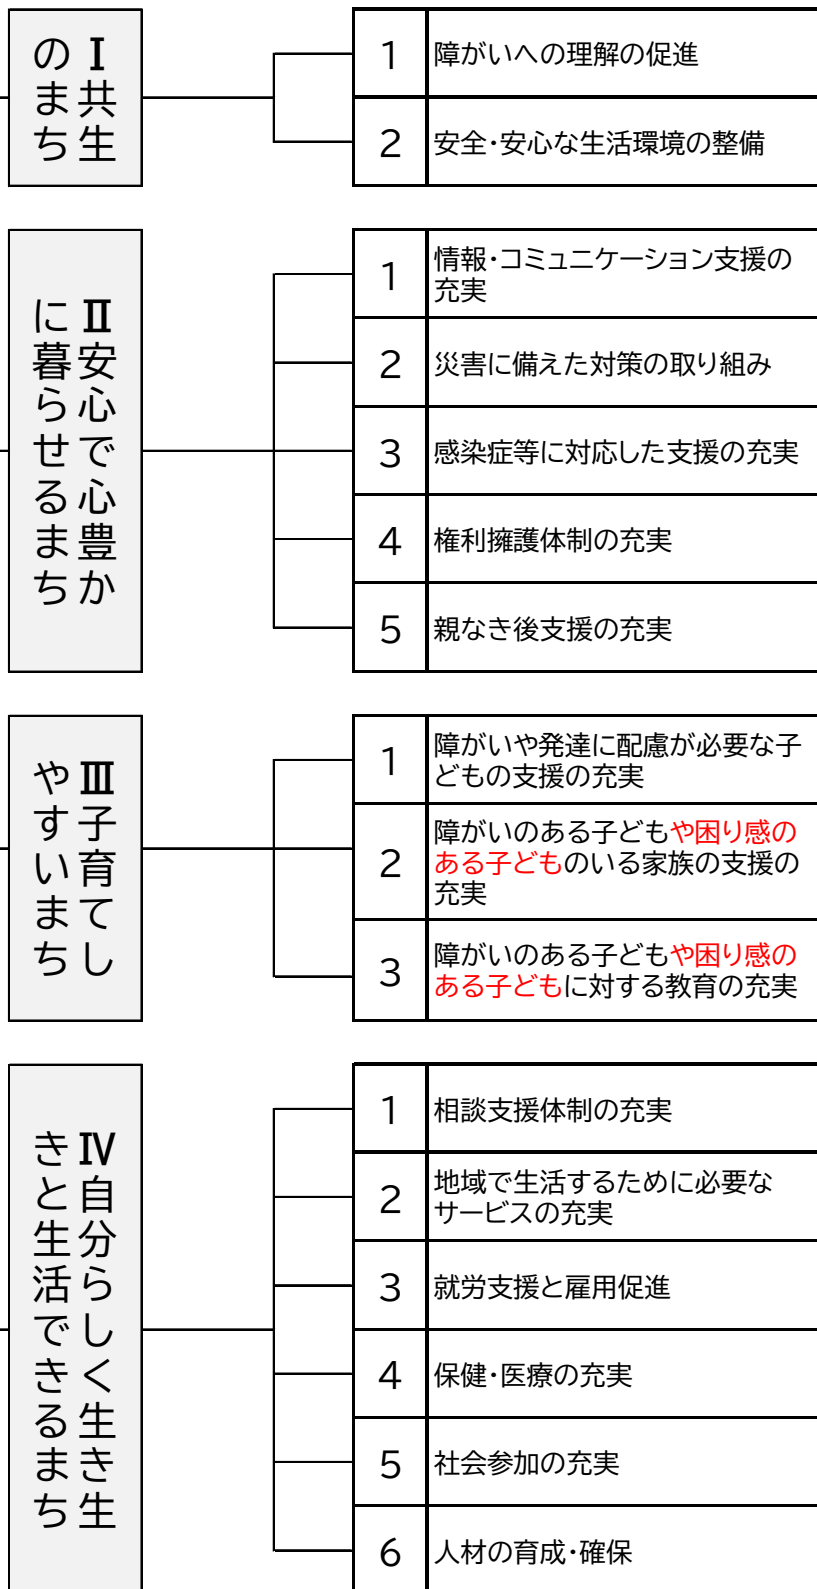 Ⅰ共生
のまち
1
障がいへの理解の促進
2
安全・安心な生活環境の整備
Ⅱ安心で心豊か
に暮らせるまち
1
情報・コミュニケーション支援の
充実
2
災害に備えた対策の取り組み
3
感染症等に対応した支援の充実
4
権利擁護体制の充実
5
親なき後支援の充実
Ⅲ子育てし
やすいまち
1
障がいや発達に配慮が必要な子
どもの支援の充実
2
障がいのある子どもや困り感の
ある子どものいる家族の支援の
充実
3
障がいのある子どもや困り感の
ある子どもに対する教育の充実
Ⅳ自分らしく生き生
きと生活できるまち
1
相談支援体制の充実
2
地域で生活するために必要な
サービスの充実
3
就労支援と雇用促進
4
保健・医療の充実
5
社会参加の充実
6
人材の育成・確保